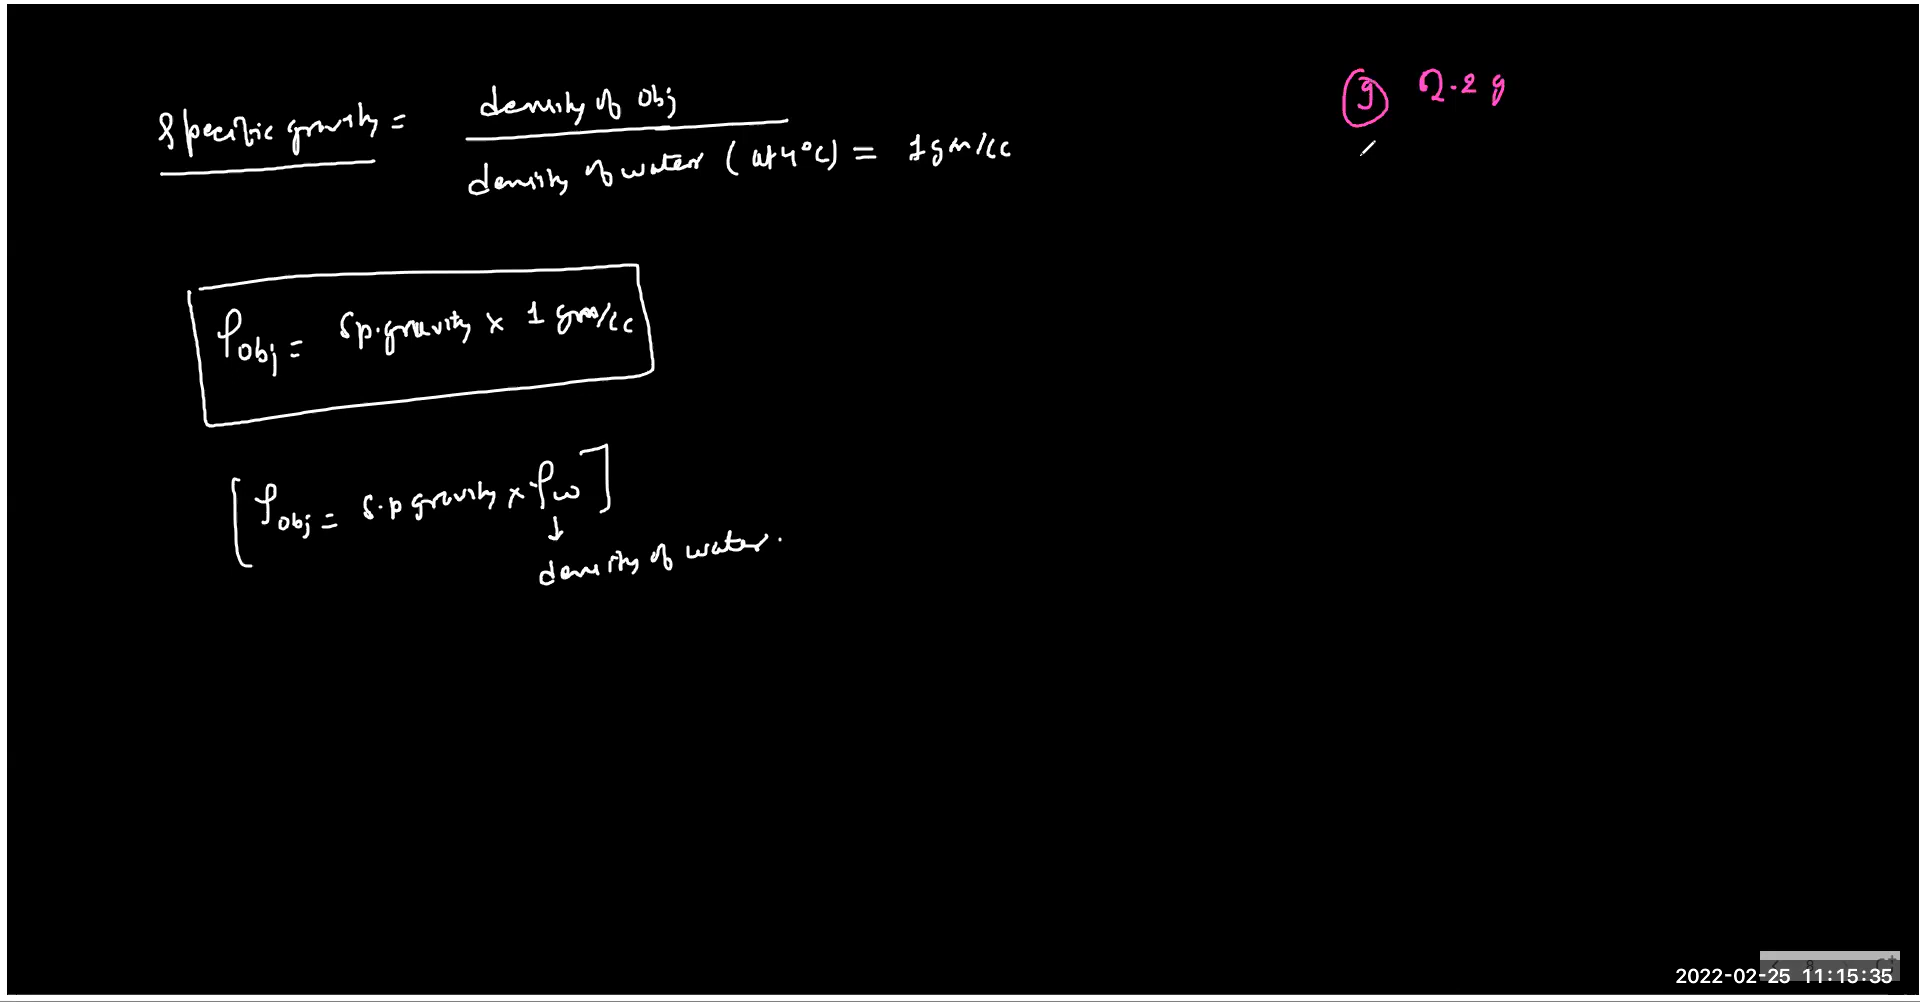 Specific gravity = density of obj / density of water (at 4°C) = 1 gm/cc
ρobj = sp.gravity × 1 gm/cc
[ρobj = s.p gravity × ρw]
↓
density of water.
9 2.2 g
2022-02-25 11:15:35